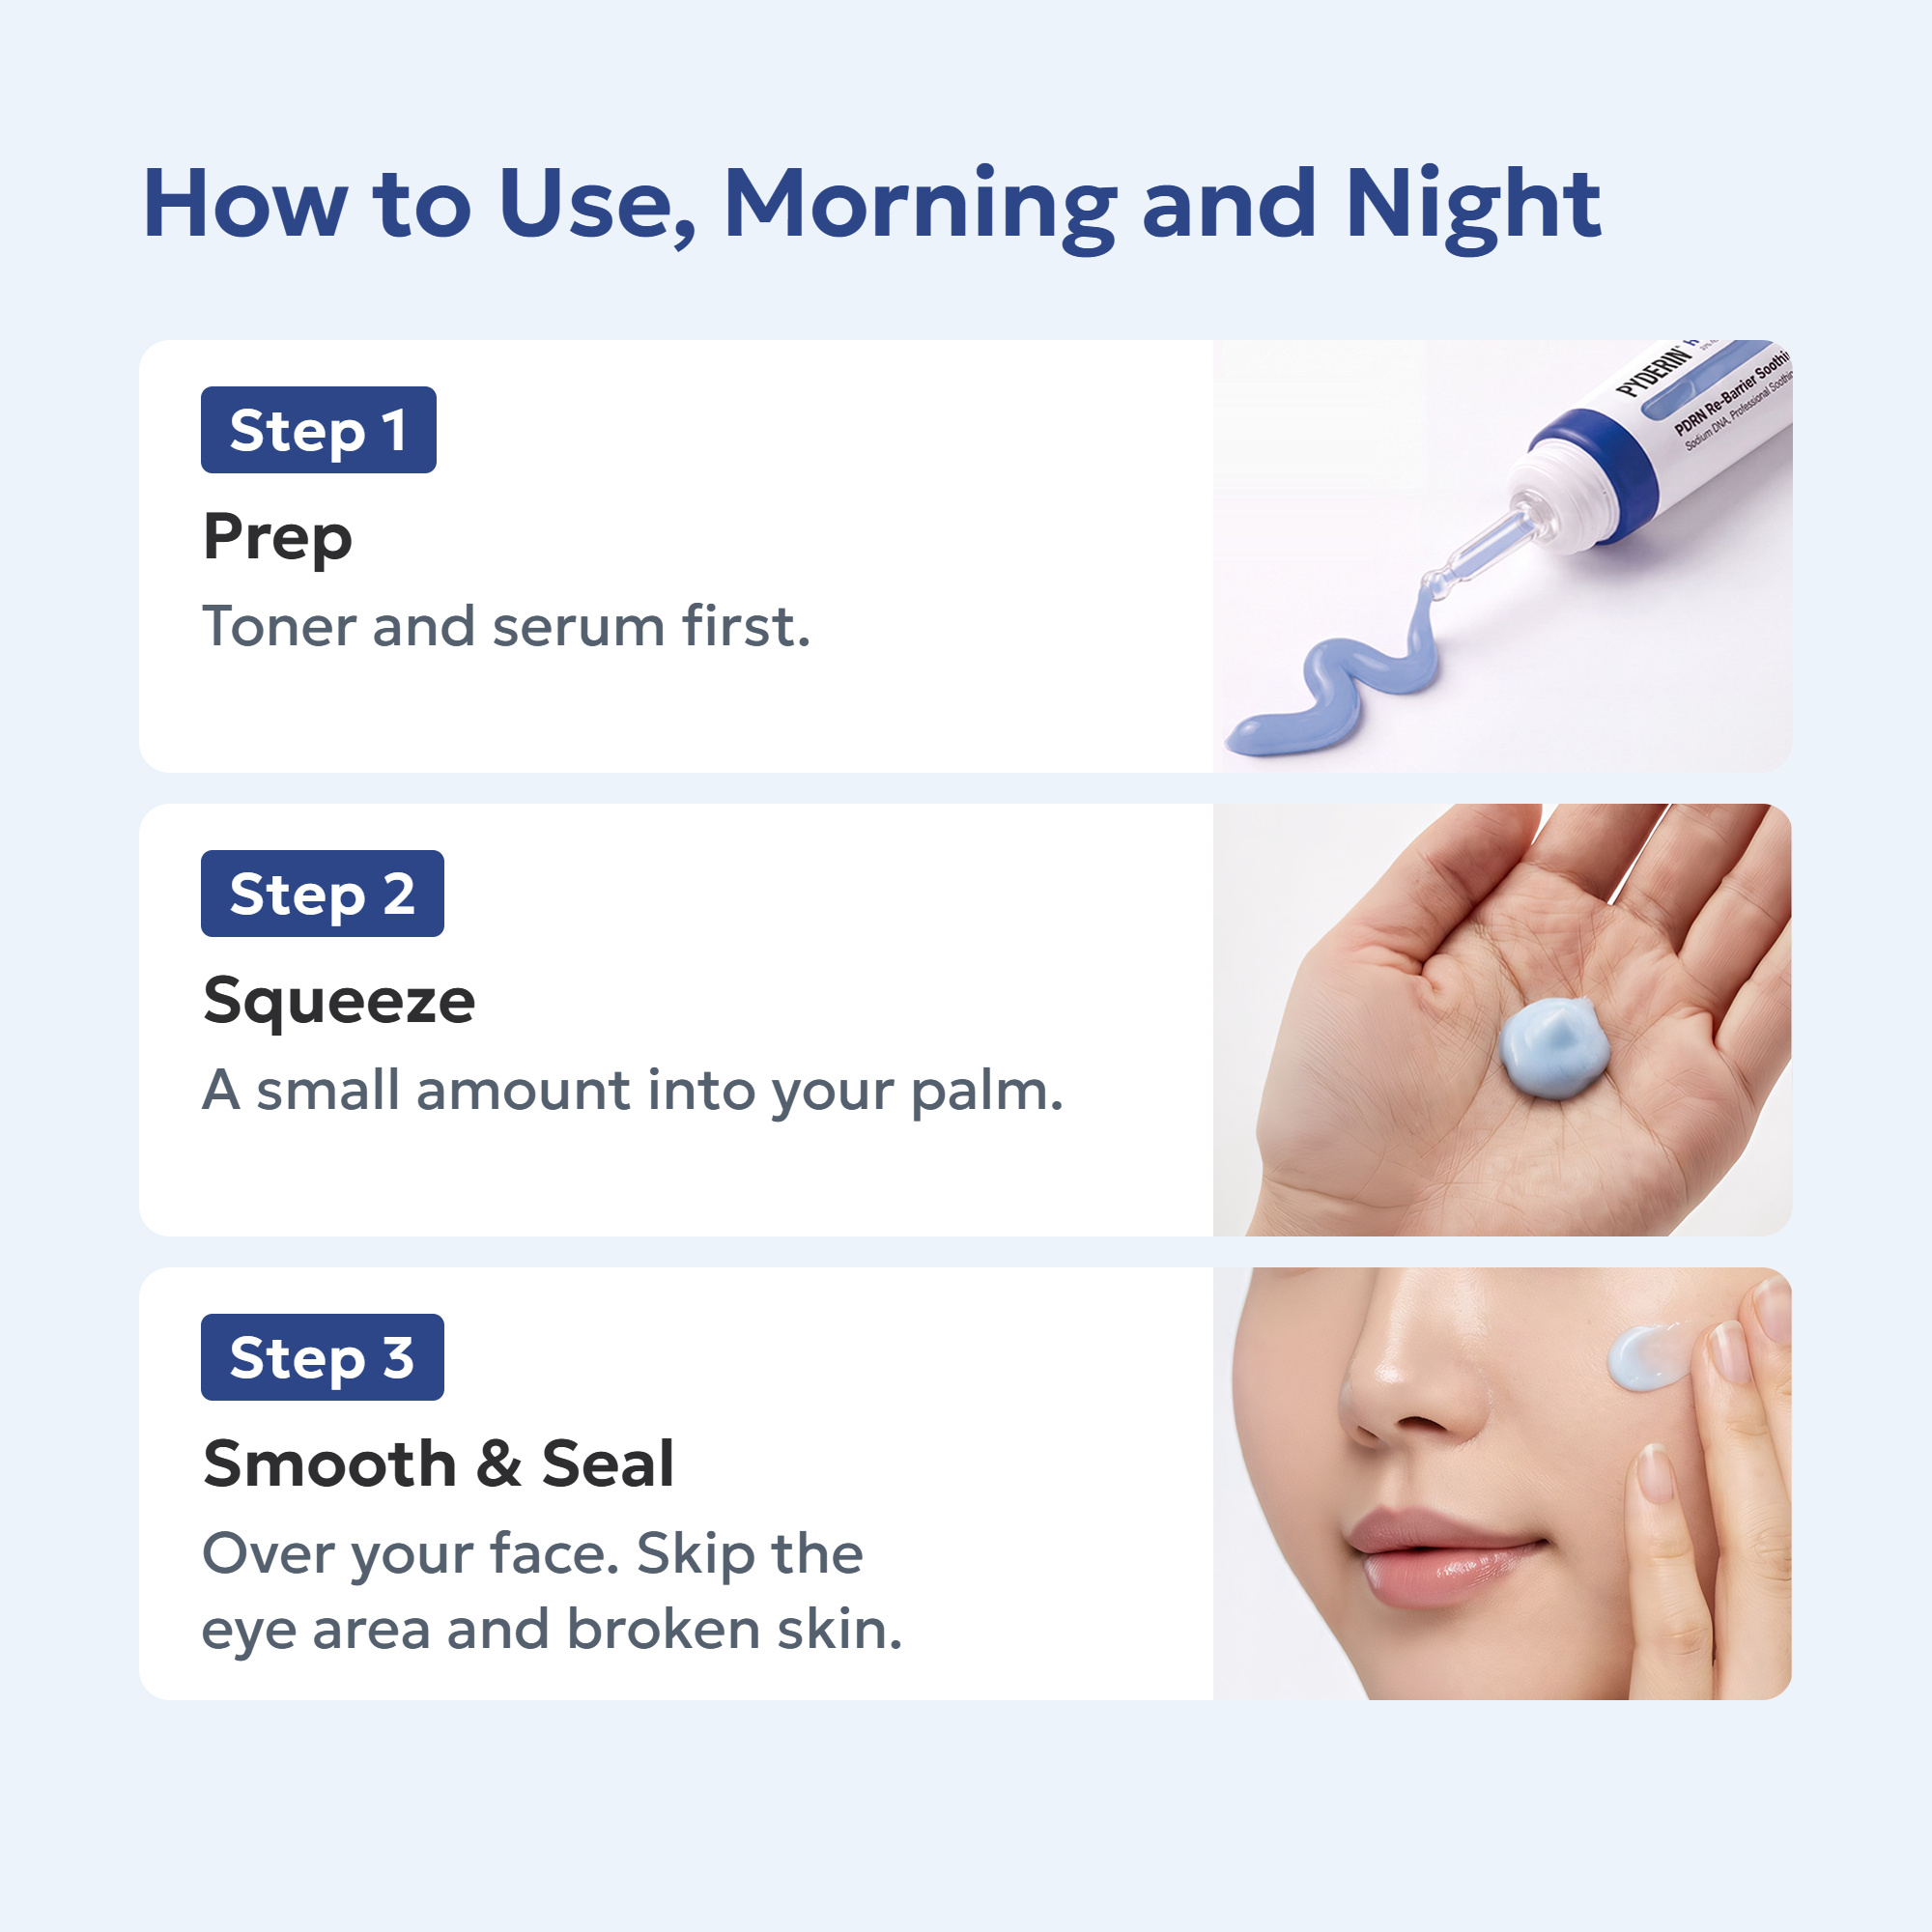 How to Use, Morning and Night
Step 1
Prep
Toner and serum first.
PYDERIN
PDRN Re-Barrier Soothin
Sodium DNA, Professional Soothin
Step 2
Squeeze
A small amount into your palm.
Step 3
Smooth & Seal
Over your face. Skip the
eye area and broken skin.